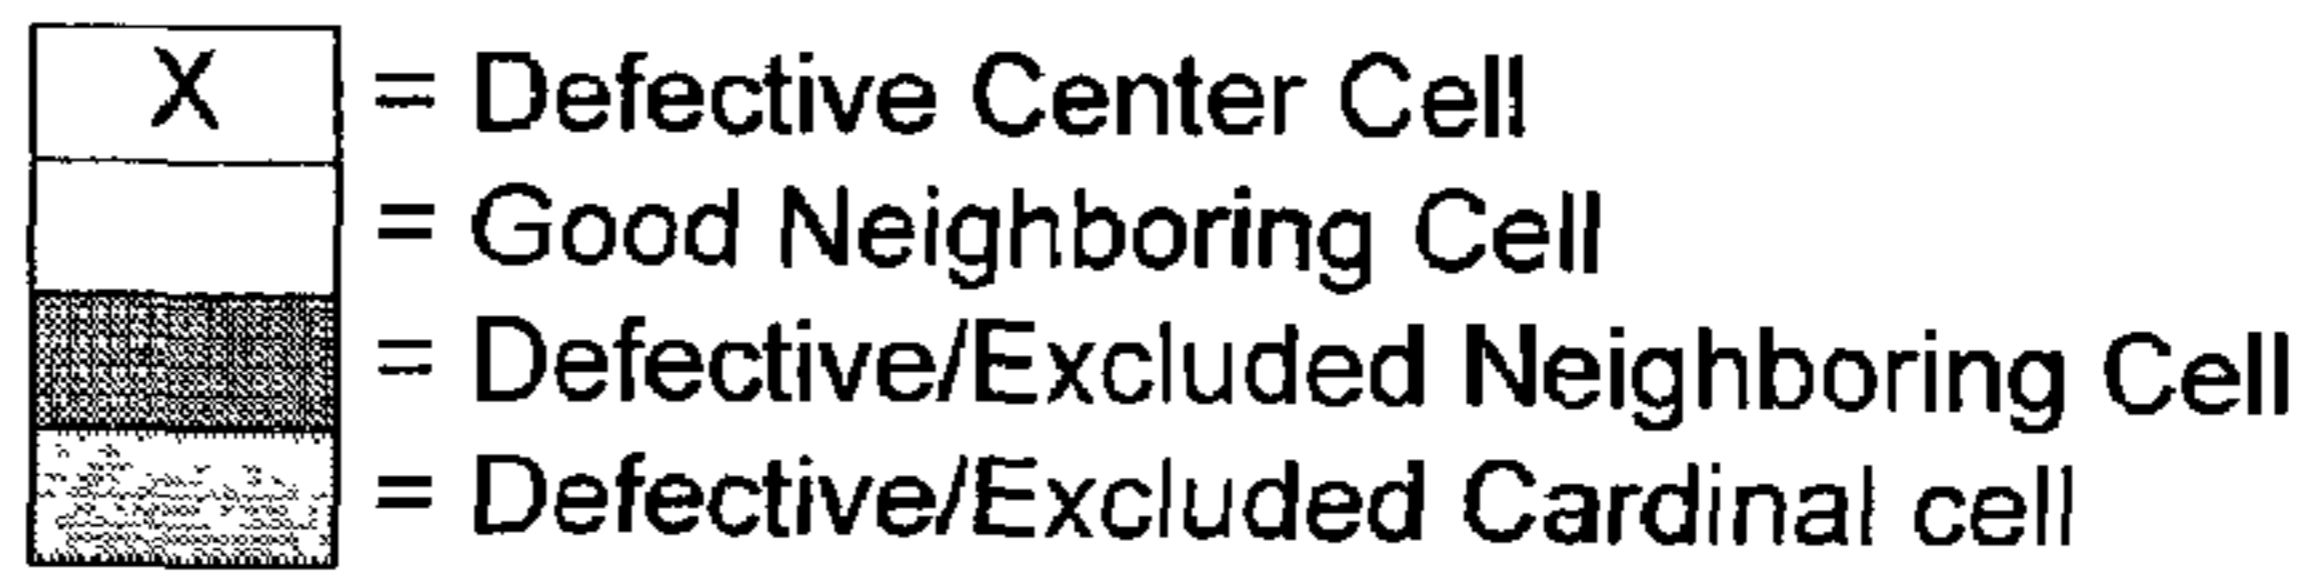 X = Defective Center Cell
= Good Neighboring Cell
= Defective/Excluded Neighboring Cell
= Defective/Excluded Cardinal cell